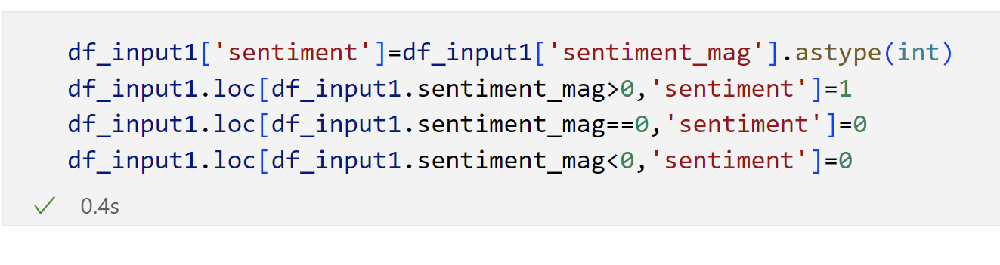 df_input1['sentiment']=df_input1['sentiment_mag'].astype(int)
df_input1.loc[df_input1.sentiment_mag>0,'sentiment']=1
df_input1.loc[df_input1.sentiment_mag==0,'sentiment']=0
df_input1.loc[df_input1.sentiment_mag<0,'sentiment']=0
✓ 0.4s